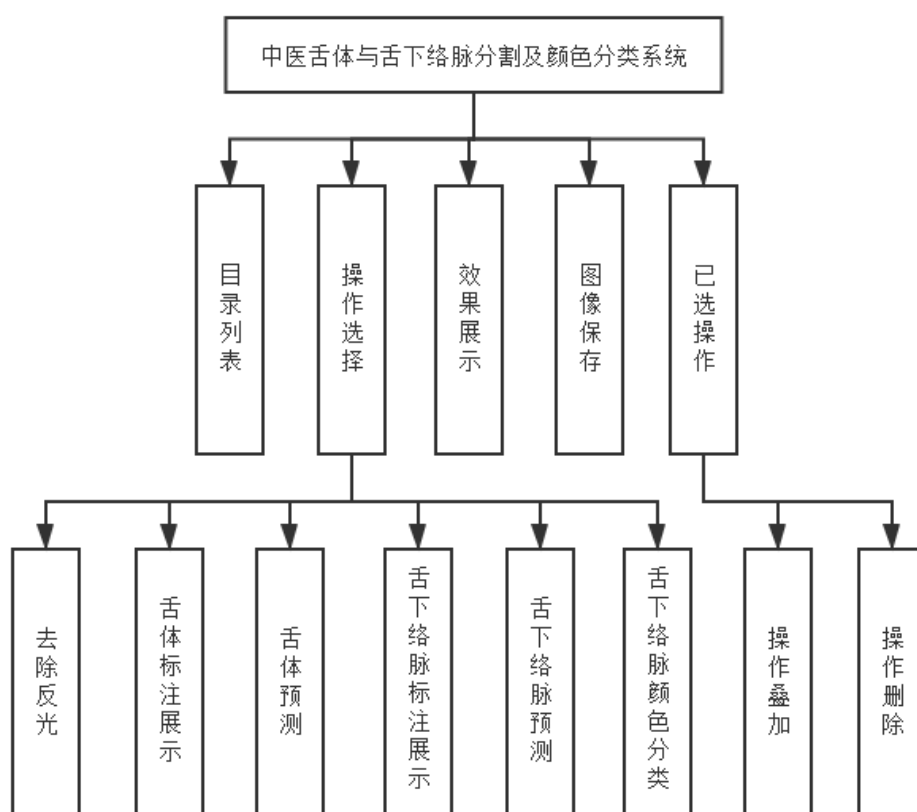 中医舌体与舌下络脉分割及颜色分类系统
目录列表
操作选择
效果展示
图像保存
已选操作
去除反光
舌体标注展示
舌体预测
舌下络脉标注展示
舌下络脉预测
舌下络脉颜色分类
操作叠加
操作删除